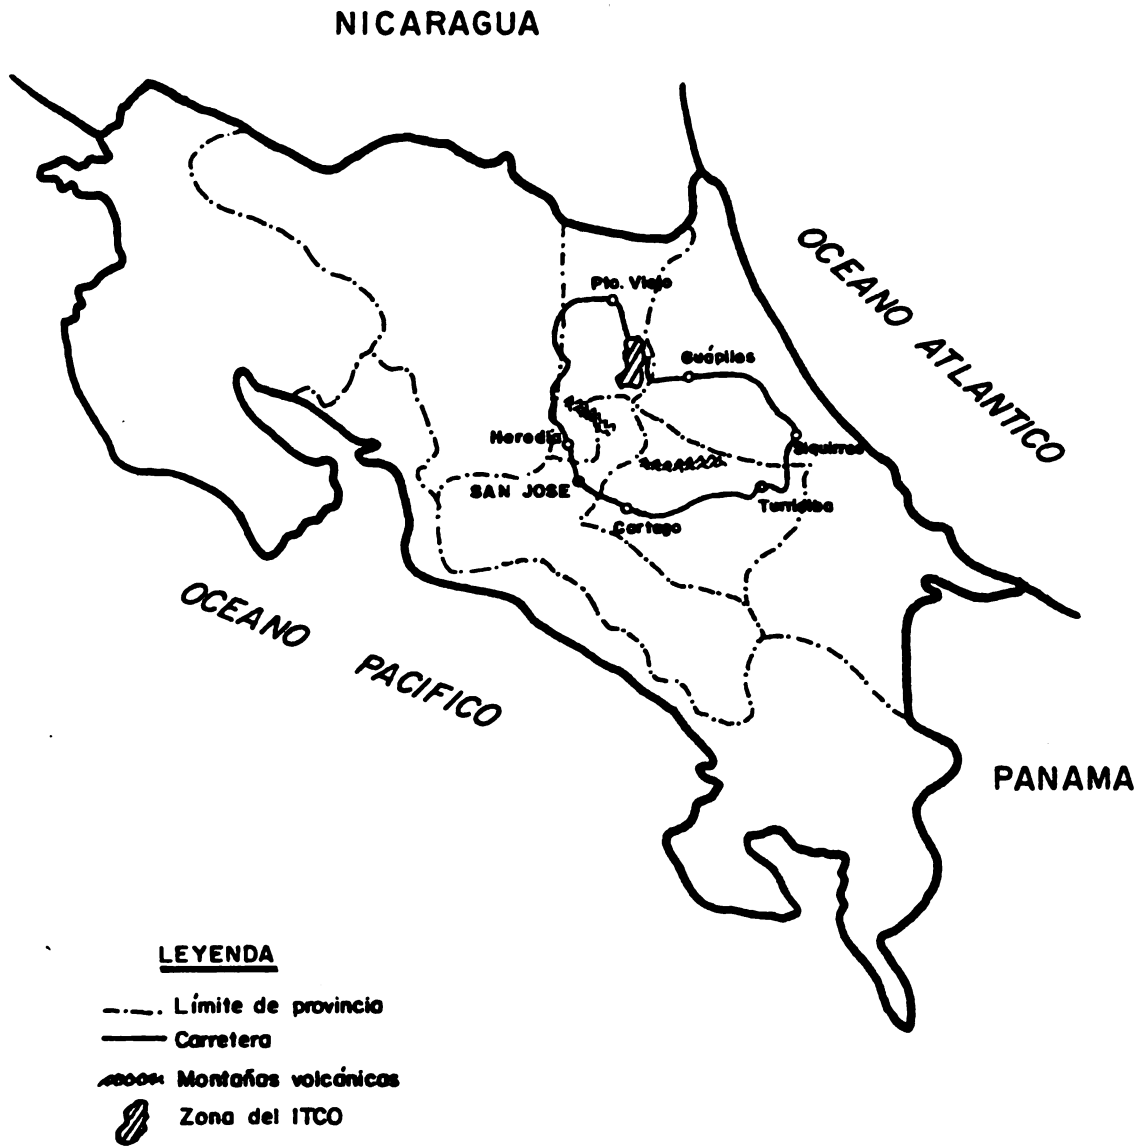 NICARAGUA
OCEANO ATLANTICO
Pto. Viejo
Guápiles
Heredia
Siquirres
SAN JOSE
Turrialba
Cartago
OCEANO PACIFICO
PANAMA
LEYENDA
Límite de provincia
Carretera
Montañas volcánicas
Zona del ITCO